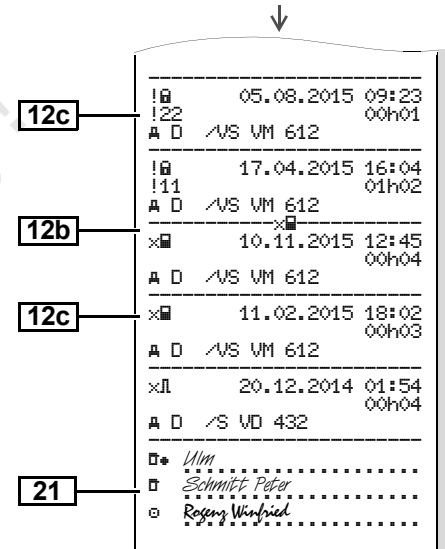 !22 05.08.2015 09:23
00h01
12c
A D /VS VM 612
! 17.04.2015 16:04
!11 01h02
A D /VS VM 612
12b
x 10.11.2015 12:45
00h04
A D /VS VM 612
12c
x 11.02.2015 18:02
00h03
A D /VS VM 612
x 20.12.2014 01:54
00h04
A D /S VD 432
Ulm
21
Schmitt Peter
Rogenz Winfried